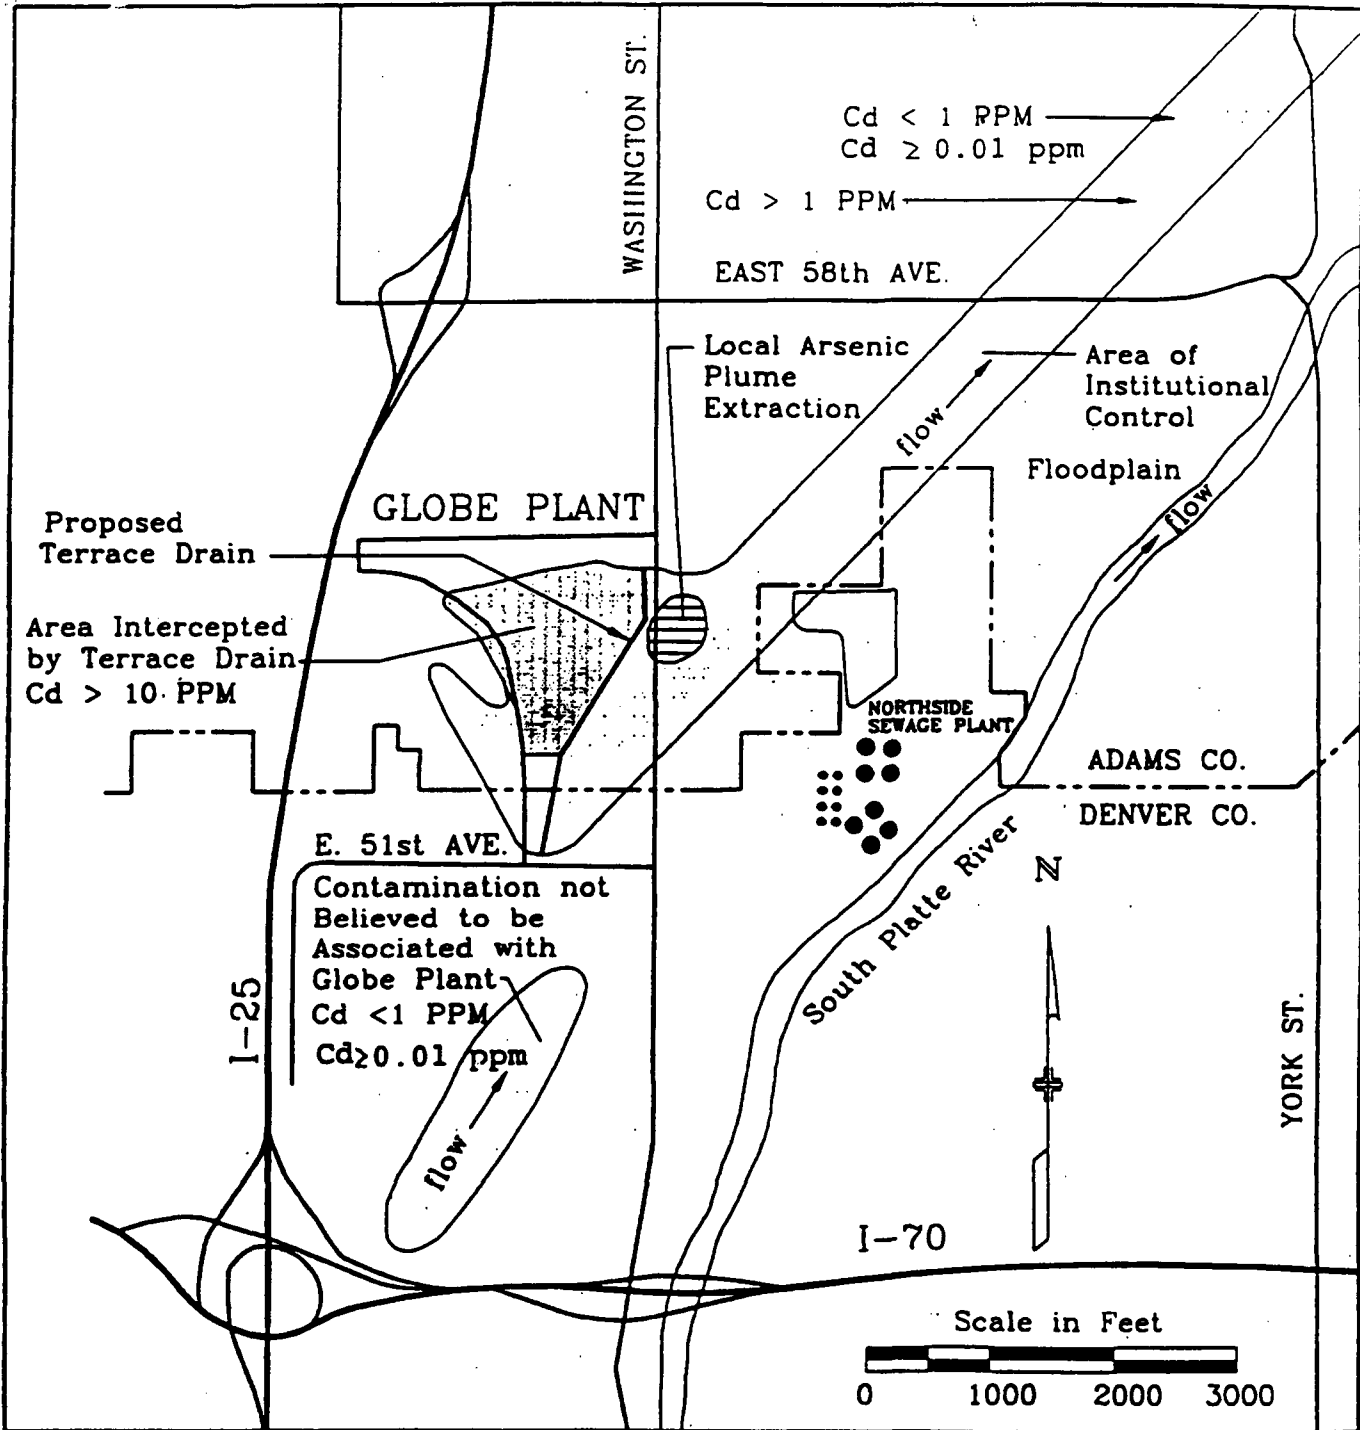 WASHINGTON ST.
Cd < 1 PPM
Cd ≥ 0.01 ppm
Cd > 1 PPM
EAST 58th AVE.
Local Arsenic
Plume
Extraction
flow
Area of
Institutional
Control
Floodplain
flow
GLOBE PLANT
Proposed
Terrace Drain
Area Intercepted
by Terrace Drain
Cd > 10 PPM
NORTHSIDE
SEWAGE PLANT
ADAMS CO.
DENVER CO.
E. 51st AVE.
Contamination not
Believed to be
Associated with
Globe Plant
Cd <1 PPM
Cd≥0.01 ppm
flow
I-25
South Platte River
N
YORK ST.
I-70
Scale in Feet
0 1000 2000 3000